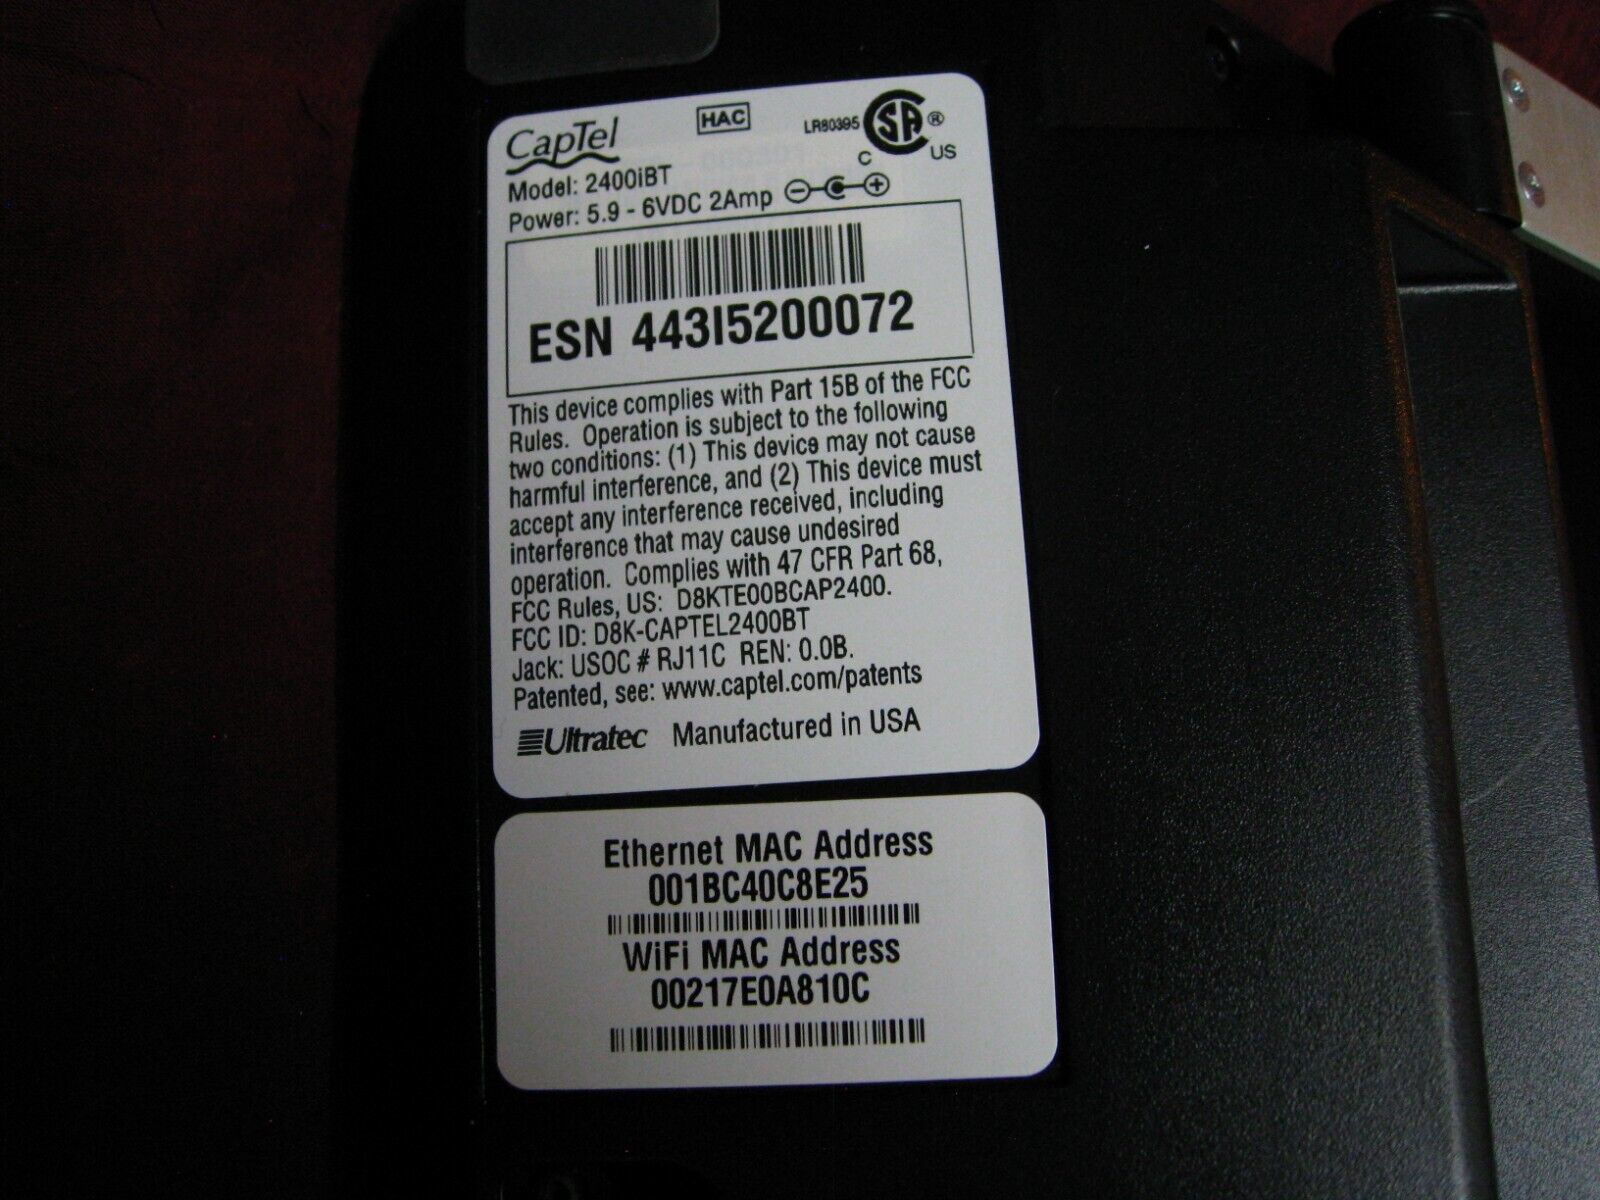 CapTel HAC LR80395 SA ®
C US
Model: 2400iBT
Power: 5.9 - 6VDC 2Amp
ESN 443I5200072
This device complies with Part 15B of the FCC
Rules. Operation is subject to the following
two conditions: (1) This device may not cause
harmful interference, and (2) This device must
accept any interference received, including
interference that may cause undesired
operation. Complies with 47 CFR Part 68,
FCC Rules, US: D8KTE00BCAP2400.
FCC ID: D8K-CAPTEL2400BT
Jack: USOC # RJ11C REN: 0.0B.
Patented, see: www.captel.com/patents
Ultratec Manufactured in USA
Ethernet MAC Address
001BC40C8E25
WiFi MAC Address
00217E0A810C